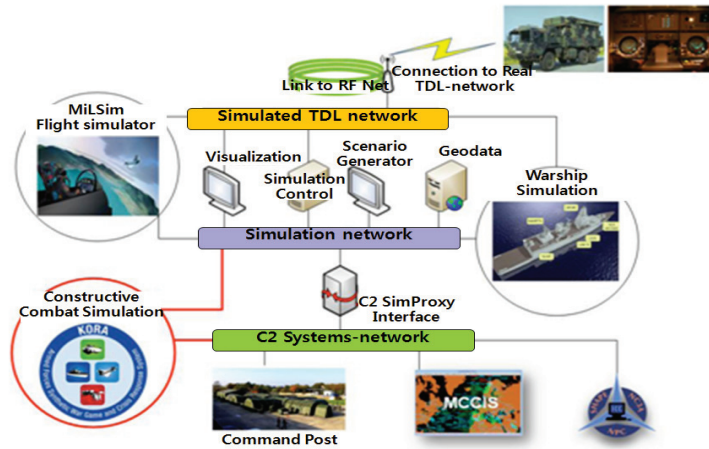 Link to RF Net
Connection to Real
TDL-network
MiLSim
Flight simulator
Simulated TDL network
Visualization
Simulation
Control
Scenario
Generator
Geodata
Warship
Simulation
Simulation network
Constructive
Combat Simulation
KORA
C2 SimProxy
Interface
C2 Systems-network
Command Post
MCCIS